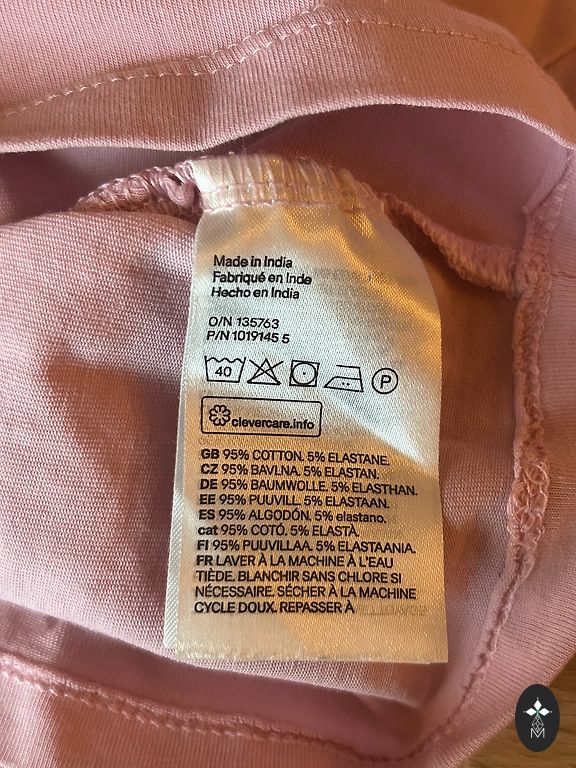 Made in India
Fabriqué en Inde
Hecho en India
O/N 135763
P/N 1019145 5
40
P
clevercare.info
GB 95% COTTON. 5% ELASTANE.
CZ 95% BAVLNA. 5% ELASTAN.
DE 95% BAUMWOLLE. 5% ELASTHAN.
EE 95% PUUVILL. 5% ELASTAAN.
ES 95% ALGODÓN. 5% elastano.
cat 95% COTÓ. 5% ELASTÀ.
FI 95% PUUVILLAA. 5% ELASTAANIA.
FR LAVER À LA MACHINE À L'EAU
TIÈDE. BLANCHIR SANS CHLORE SI
NÉCESSAIRE. SÉCHER À LA MACHINE
CYCLE DOUX. REPASSER À